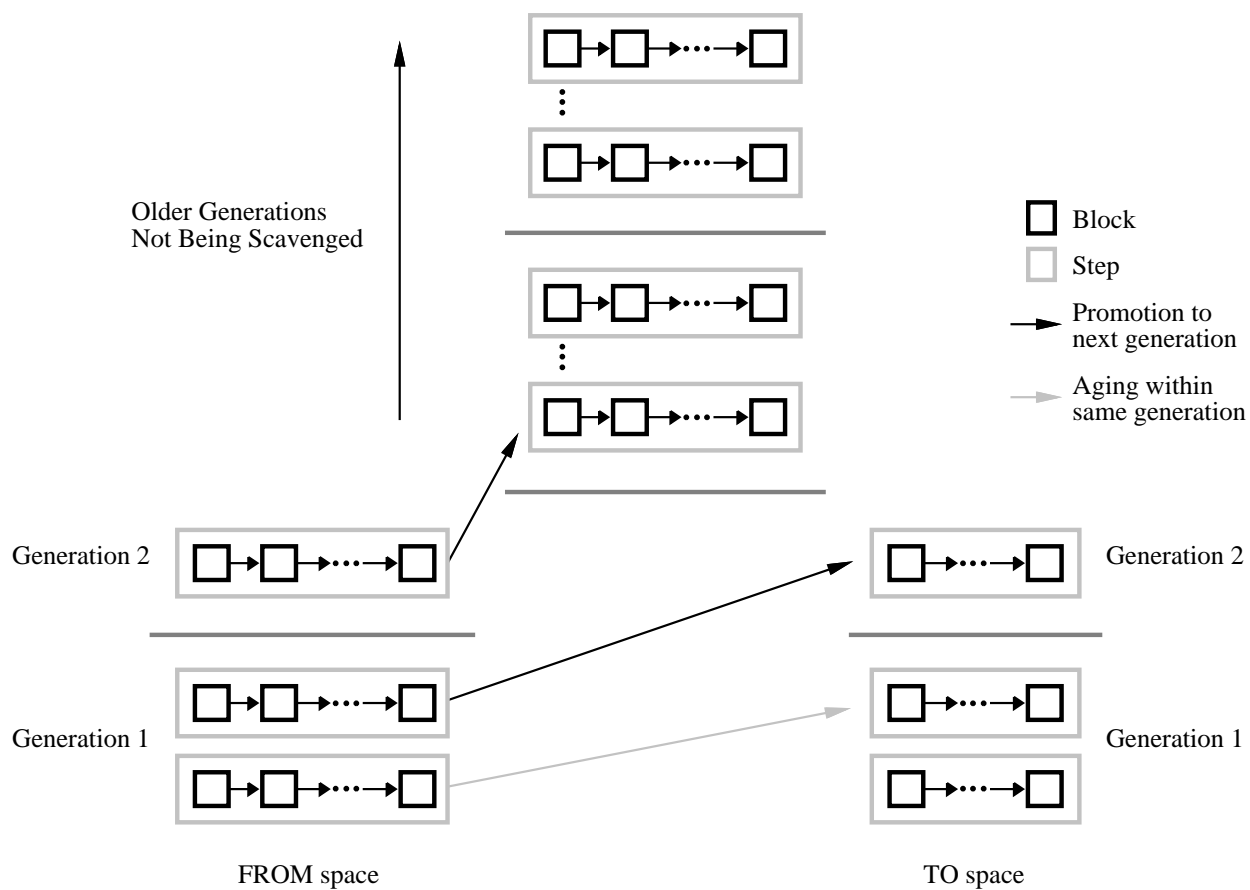 Older Generations
Not Being Scavenged
Block
Step
Promotion to
next generation
Aging within
same generation
Generation 2
Generation 2
Generation 1
Generation 1
FROM space
TO space